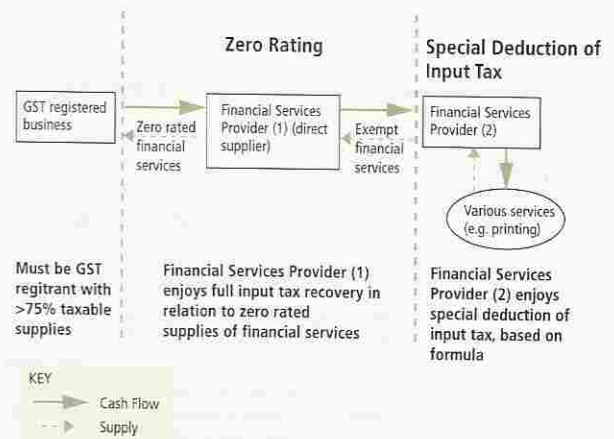 Zero Rating
Special Deduction of
Input Tax
GST registered
business
Zero rated
financial
services
Financial Services
Provider (1) (direct
supplier)
Exempt
financial
services
Financial Services
Provider (2)
Various services
(e.g. printing)
Must be GST
regitrant with
>75% taxable
supplies
Financial Services Provider (1)
enjoys full input tax recovery in
relation to zero rated
supplies of financial services
Financial Services
Provider (2) enjoys
special deduction of
input tax, based on
formula
KEY
Cash Flow
Supply